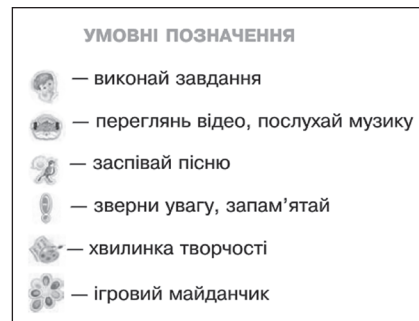 УМОВНІ ПОЗНАЧЕННЯ
— виконай завдання
— переглянь відео, послухай музику
— заспівай пісню
— зверни увагу, запам’ятай
— хвилинка творчості
— ігровий майданчик